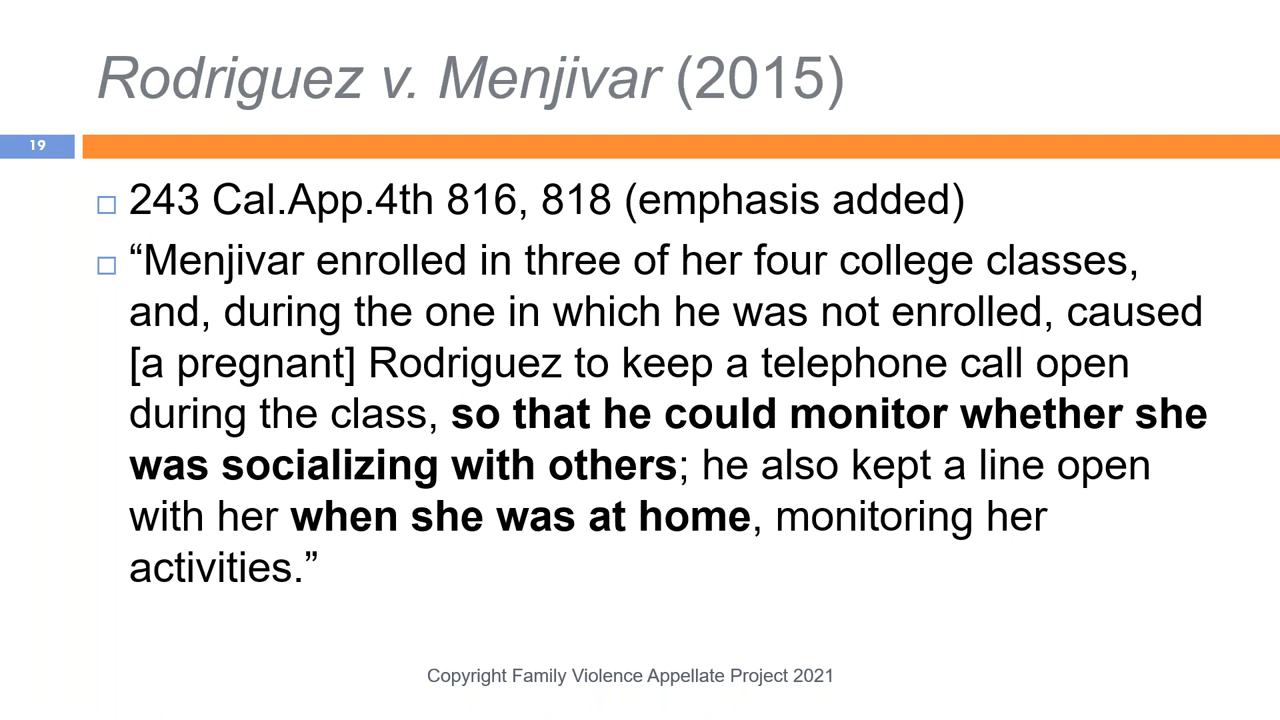 Rodriguez v. Menjivar (2015)
19
243 Cal.App.4th 816, 818 (emphasis added)
“Menjivar enrolled in three of her four college classes,
and, during the one in which he was not enrolled, caused
[a pregnant] Rodriguez to keep a telephone call open
during the class, so that he could monitor whether she
was socializing with others; he also kept a line open
with her when she was at home, monitoring her
activities.”
Copyright Family Violence Appellate Project 2021